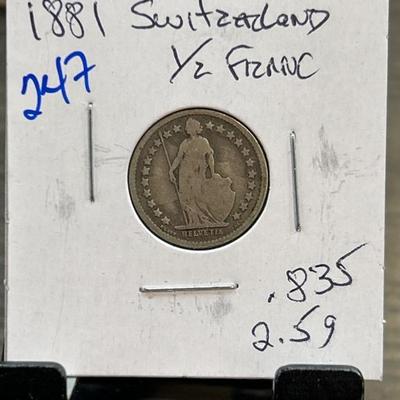 1881 Switzerland
247
1/2 Franc
HELVETIA
.835
2.5g